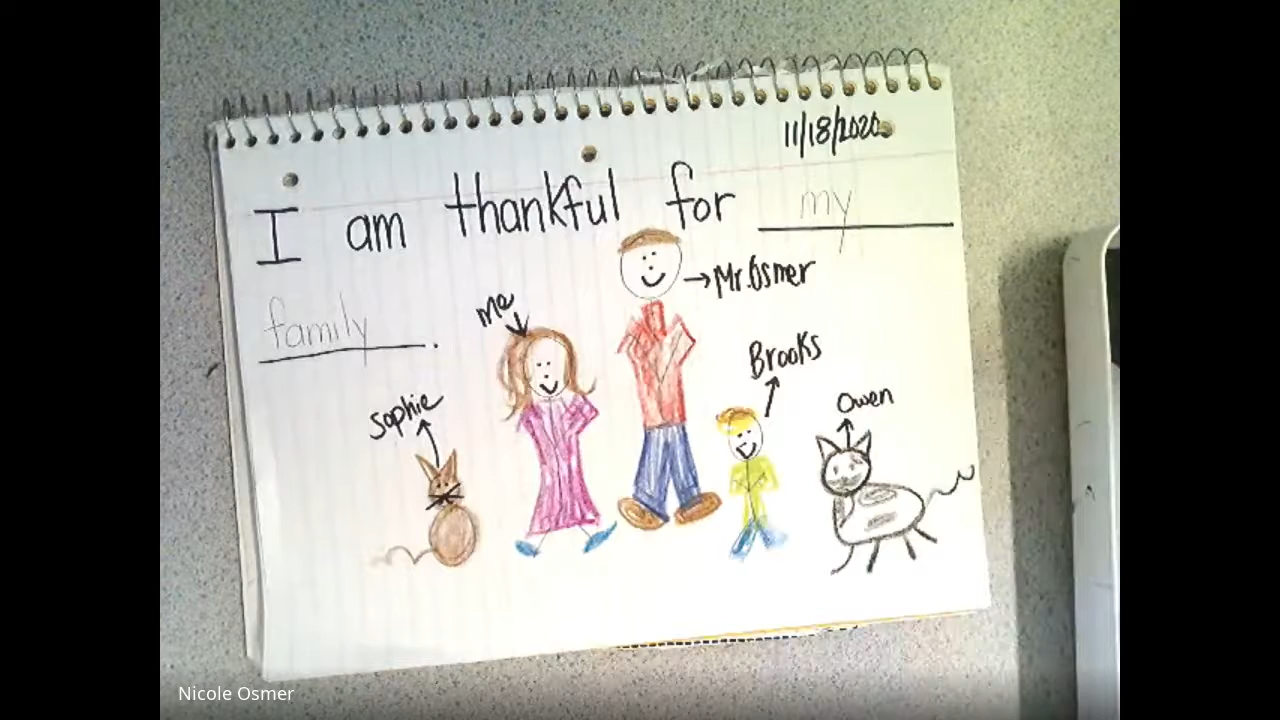 11/18/2020
I am thankful for my
family.
me
Mr. Osmer
Brooks
Sophie
Owen
Nicole Osmer